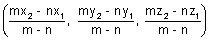 (mx₂ - nx₁ / m - n, my₂ - ny₁ / m - n, mz₂ - nz₁ / m - n)